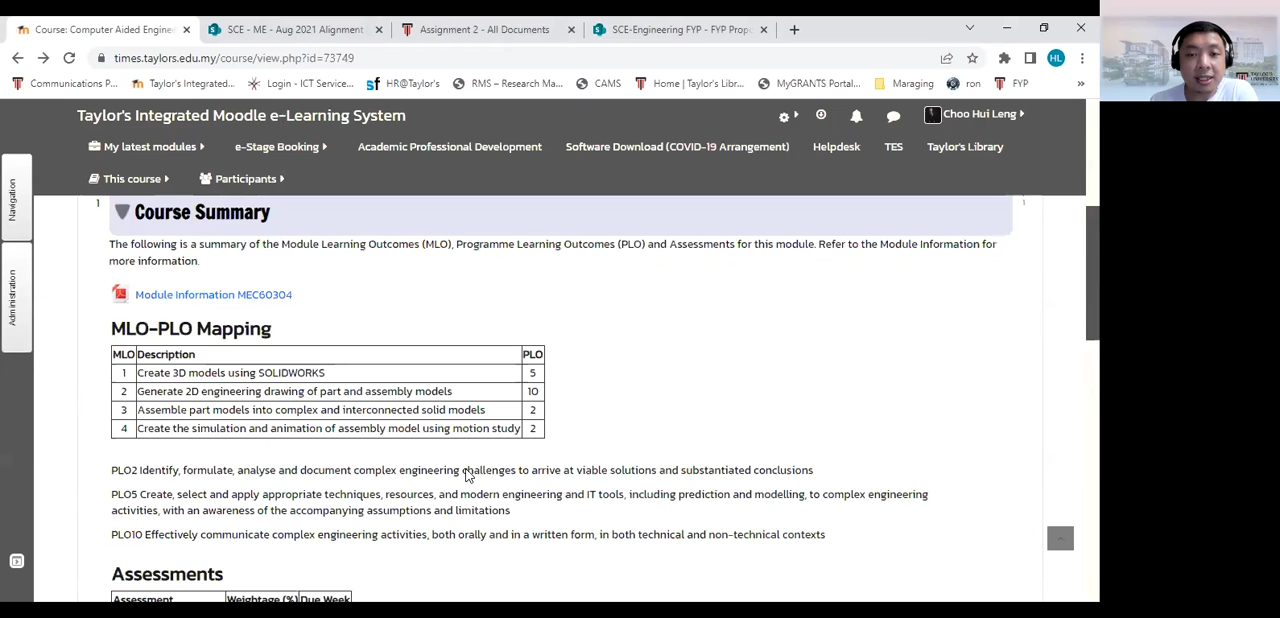 Course: Computer Aided Engine
SCE - ME - Aug 2021 Alignment
Assignment 2 - All Documents
SCE-Engineering FYP - FYP Prop
times.taylors.edu.my/course/view.php?id=73749
HL
Communications P...
Taylor's Integrated...
Login - ICT Service...
HR@Taylor's
RMS – Research Ma...
CAMS
Home | Taylor's Libr...
MyGRANTS Portal...
Maraging
ron
FYP
»
Taylor's Integrated Moodle e-Learning System
Choo Hui Leng
My latest modules
e-Stage Booking
Academic Professional Development
Software Download (COVID-19 Arrangement)
Helpdesk
TES
Taylor's Library
This course
Participants
Navigation
Administration
1
Course Summary
1
The following is a summary of the Module Learning Outcomes (MLO), Programme Learning Outcomes (PLO) and Assessments for this module. Refer to the Module Information for
more information.
Module Information MEC60304
MLO-PLO Mapping
MLO Description PLO
1 Create 3D models using SOLIDWORKS 5
2 Generate 2D engineering drawing of part and assembly models 10
3 Assemble part models into complex and interconnected solid models 2
4 Create the simulation and animation of assembly model using motion study 2
PLO2 Identify, formulate, analyse and document complex engineering challenges to arrive at viable solutions and substantiated conclusions
PLO5 Create, select and apply appropriate techniques, resources, and modern engineering and IT tools, including prediction and modelling, to complex engineering
activities, with an awareness of the accompanying assumptions and limitations
PLO10 Effectively communicate complex engineering activities, both orally and in a written form, in both technical and non-technical contexts
Assessments
Assessment Weightage (%) Due Week